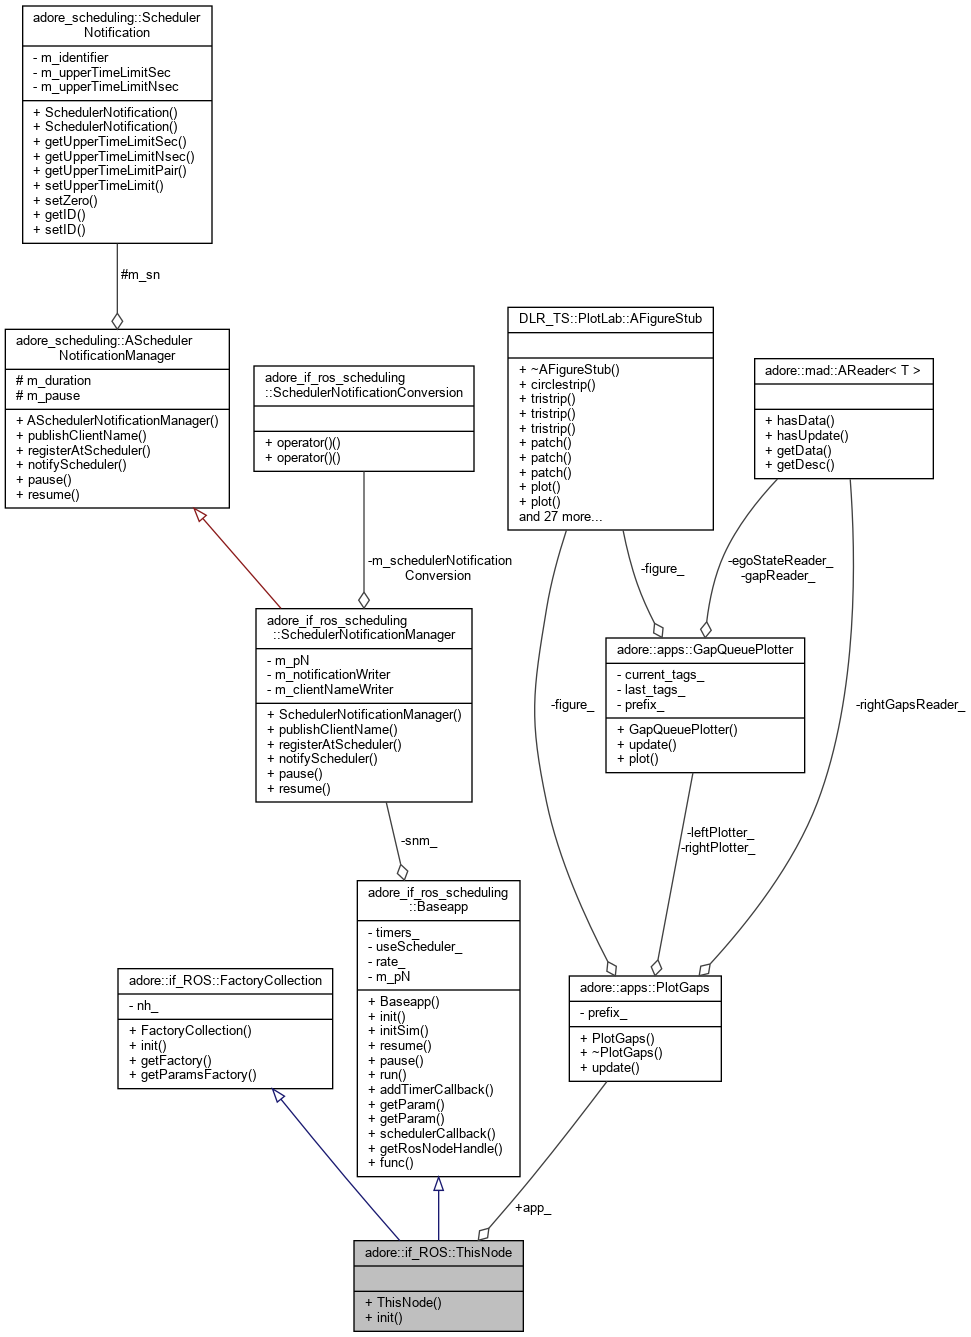 adore_scheduling::Scheduler
Notification
- m_identifier
- m_upperTimeLimitSec
- m_upperTimeLimitNsec
+ SchedulerNotification()
+ SchedulerNotification()
+ getUpperTimeLimitSec()
+ getUpperTimeLimitNsec()
+ getUpperTimeLimitPair()
+ setUpperTimeLimit()
+ setZero()
+ getID()
+ setID()
#m_sn
adore_scheduling::AScheduler
NotificationManager
# m_duration
# m_pause
+ ASchedulerNotificationManager()
+ publishClientName()
+ registerAtScheduler()
+ notifyScheduler()
+ pause()
+ resume()
adore_if_ros_scheduling
::SchedulerNotificationConversion
+ operator()()
+ operator()()
DLR_TS::PlotLab::AFigureStub
+ ~AFigureStub()
+ circlestrip()
+ tristrip()
+ tristrip()
+ tristrip()
+ patch()
+ patch()
+ patch()
+ plot()
+ plot()
and 27 more...
adore::mad::AReader< T >
+ hasData()
+ hasUpdate()
+ getData()
+ getDesc()
-m_schedulerNotification
Conversion
-figure_
-egoStateReader_
-gapReader_
adore_if_ros_scheduling
::SchedulerNotificationManager
- m_pN
- m_notificationWriter
- m_clientNameWriter
+ SchedulerNotificationManager()
+ publishClientName()
+ registerAtScheduler()
+ notifyScheduler()
+ pause()
+ resume()
-figure_
adore::apps::GapQueuePlotter
- current_tags_
- last_tags_
- prefix_
+ GapQueuePlotter()
+ update()
+ plot()
-rightGapsReader_
-snm_
-leftPlotter_
-rightPlotter_
adore_if_ros_scheduling
::Baseapp
- timers_
- useScheduler_
- rate_
- m_pN
+ Baseapp()
+ init()
+ initSim()
+ resume()
+ pause()
+ run()
+ addTimerCallback()
+ getParam()
+ getParam()
+ schedulerCallback()
+ getRosNodeHandle()
+ func()
adore::if_ROS::FactoryCollection
- nh_
+ FactoryCollection()
+ init()
+ getFactory()
+ getParamsFactory()
adore::apps::PlotGaps
- prefix_
+ PlotGaps()
+ ~PlotGaps()
+ update()
+app_
adore::if_ROS::ThisNode
+ ThisNode()
+ init()